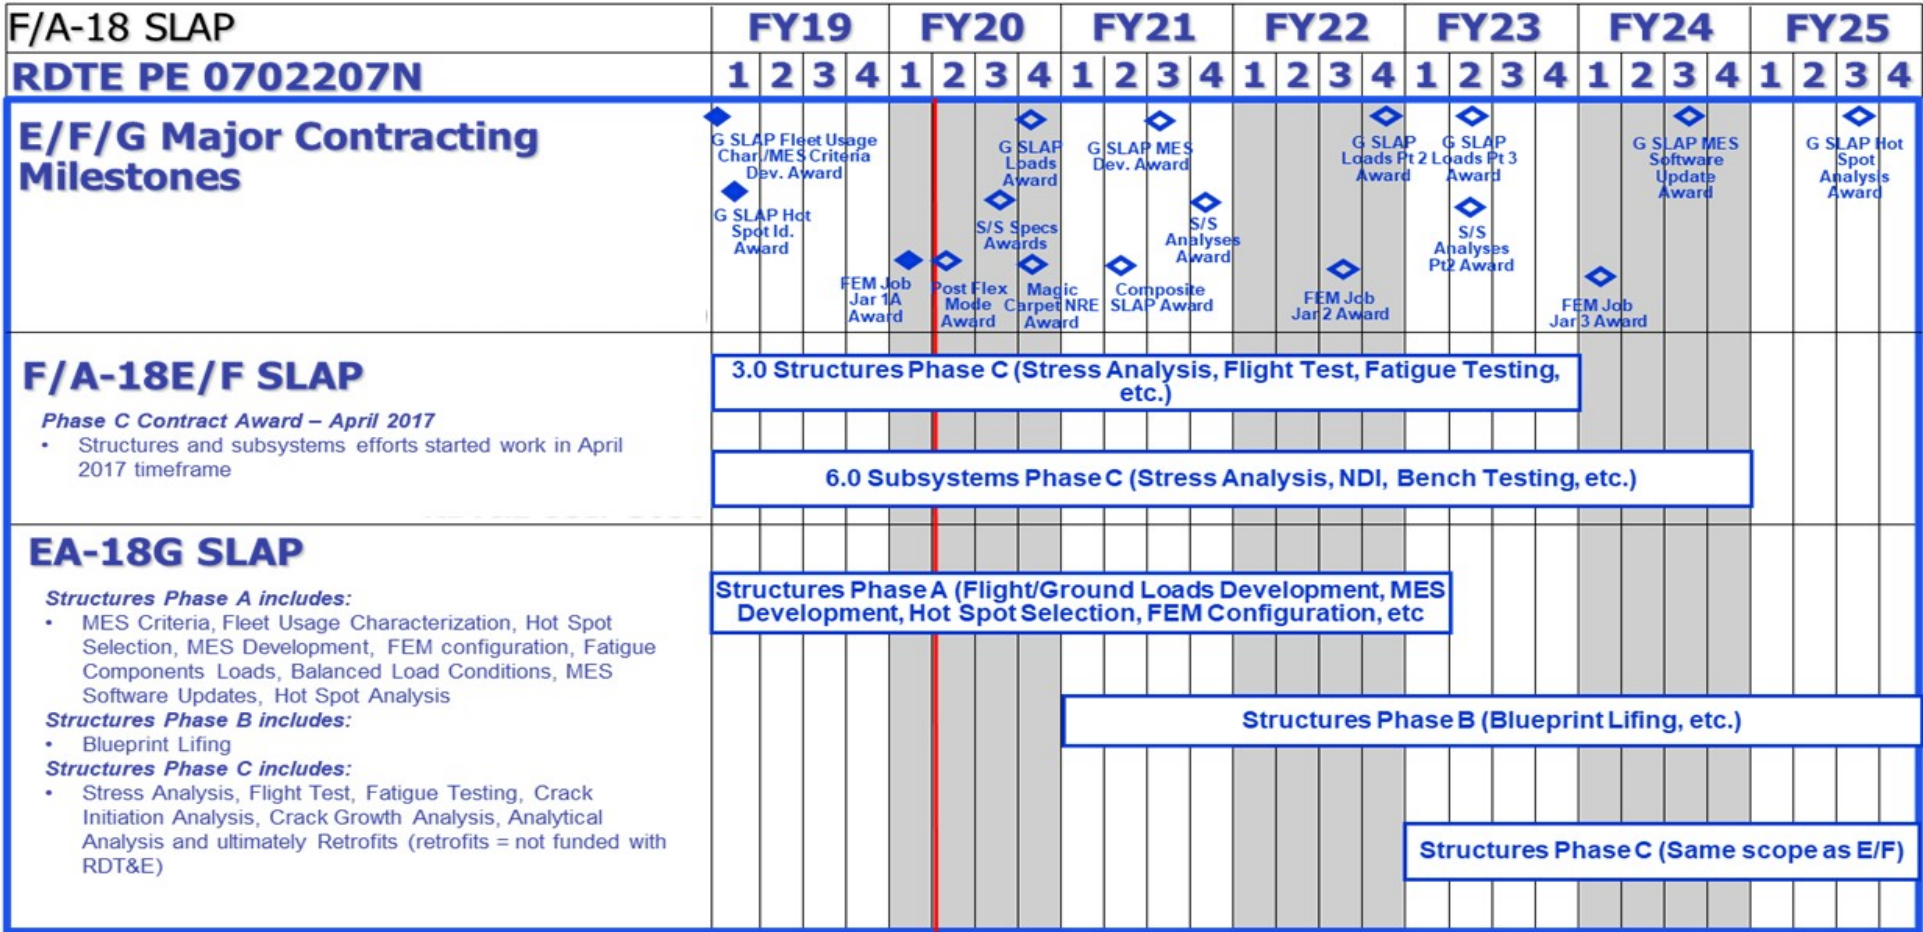 F/A-18 SLAP
FY19 FY20 FY21 FY22 FY23 FY24 FY25
RDTE PE 0702207N
1 2 3 4 1 2 3 4 1 2 3 4 1 2 3 4 1 2 3 4 1 2 3 4 1 2 3 4
E/F/G Major Contracting
Milestones
G SLAP Fleet Usage
Char./MES Criteria
Dev. Award
G SLAP Hot
Spot Id.
Award
FEM Job
Jar 1A
Award
Post Flex
Mode
Award
G SLAP
Loads
Award
S/S Specs
Awards
Magic
Carpet NRE
Award
G SLAP MES
Dev. Award
S/S
Analyses
Award
Composite
SLAP Award
G SLAP
Loads Pt 2
Award
FEM Job
Jar 2 Award
G SLAP
Loads Pt 3
Award
S/S
Analyses
Pt2 Award
FEM Job
Jar 3 Award
G SLAP MES
Software
Update
Award
G SLAP Hot
Spot
Analysis
Award
F/A-18E/F SLAP
Phase C Contract Award – April 2017
• Structures and subsystems efforts started work in April
2017 timeframe
3.0 Structures Phase C (Stress Analysis, Flight Test, Fatigue Testing,
etc.)
6.0 Subsystems Phase C (Stress Analysis, NDI, Bench Testing, etc.)
EA-18G SLAP
Structures Phase A includes:
• MES Criteria, Fleet Usage Characterization, Hot Spot
Selection, MES Development, FEM configuration, Fatigue
Components Loads, Balanced Load Conditions, MES
Software Updates, Hot Spot Analysis
Structures Phase B includes:
• Blueprint Lifing
Structures Phase C includes:
• Stress Analysis, Flight Test, Fatigue Testing, Crack
Initiation Analysis, Crack Growth Analysis, Analytical
Analysis and ultimately Retrofits (retrofits = not funded with
RDT&E)
Structures Phase A (Flight/Ground Loads Development, MES
Development, Hot Spot Selection, FEM Configuration, etc
Structures Phase B (Blueprint Lifing, etc.)
Structures Phase C (Same scope as E/F)